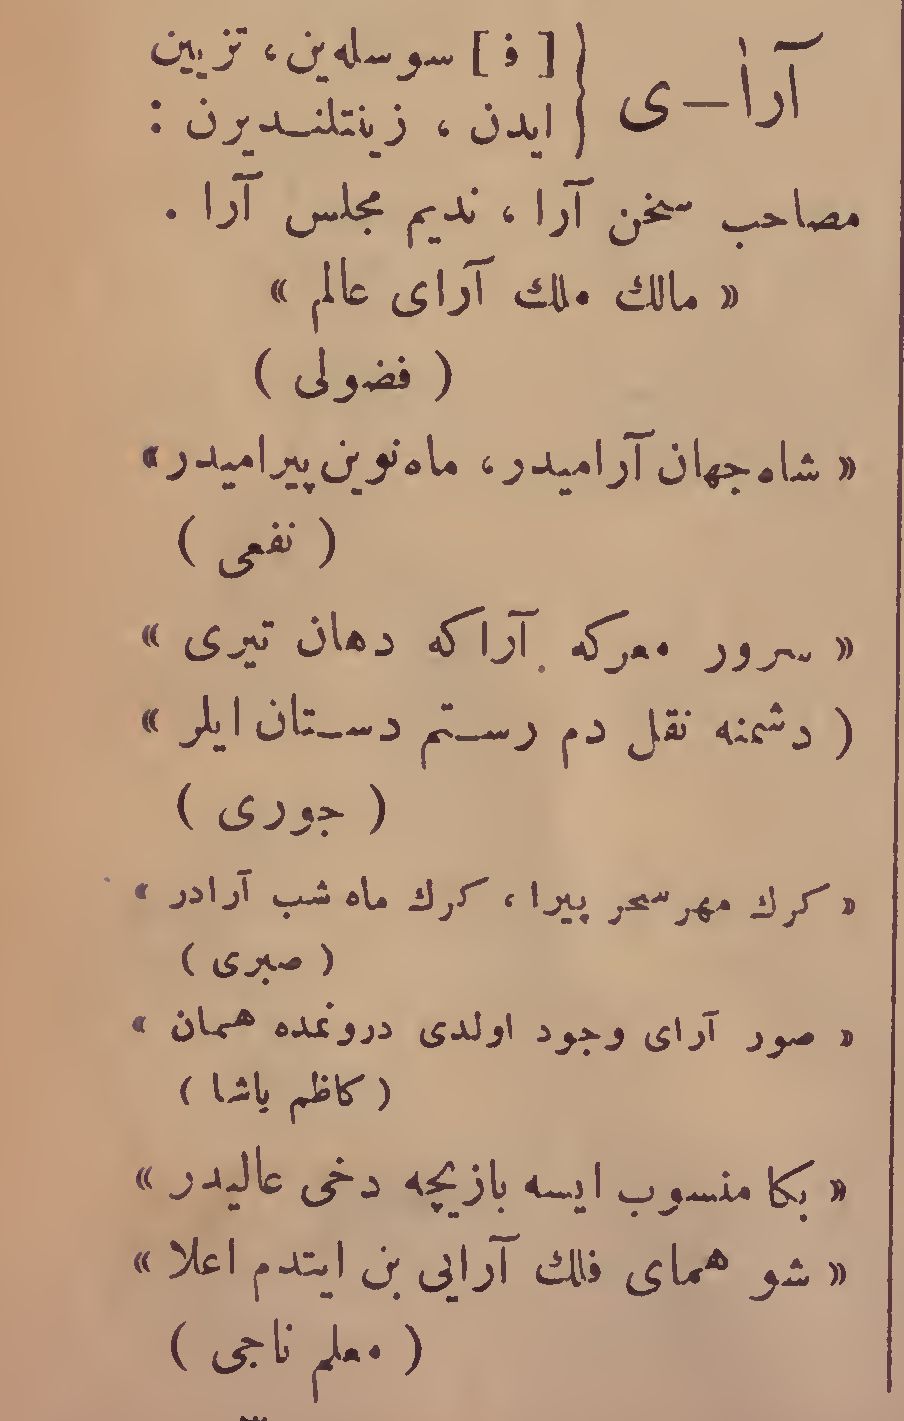 آرا — ى { [ ف ] سوسله‌ين ، تزيين
ايدن ، زينتلنديرن :
مصاحب سخن آرا ، نديم مجلس آرا .
« مالك ملك آراى عالم »
( فضولى )
« شاه جهان آراميدر ، ماه نوين پيراميدر »
( نفعى )
« سرور معركه آرا كه دهان تيرى »
( دشمنه نقل دم رستم دستان ايلر »
( جورى )
« كرك مهر سحر پيرا ، كرك ماه شب آرادر »
( صبرى )
« صور آراى وجود اولدى درونمده همان »
( كاظم پاشا )
« بكا منسوب ايسه بازيچه دخى عاليدر »
« شو هماى فلك آرايى بن ايتدم اعلا »
( معلم ناجى )